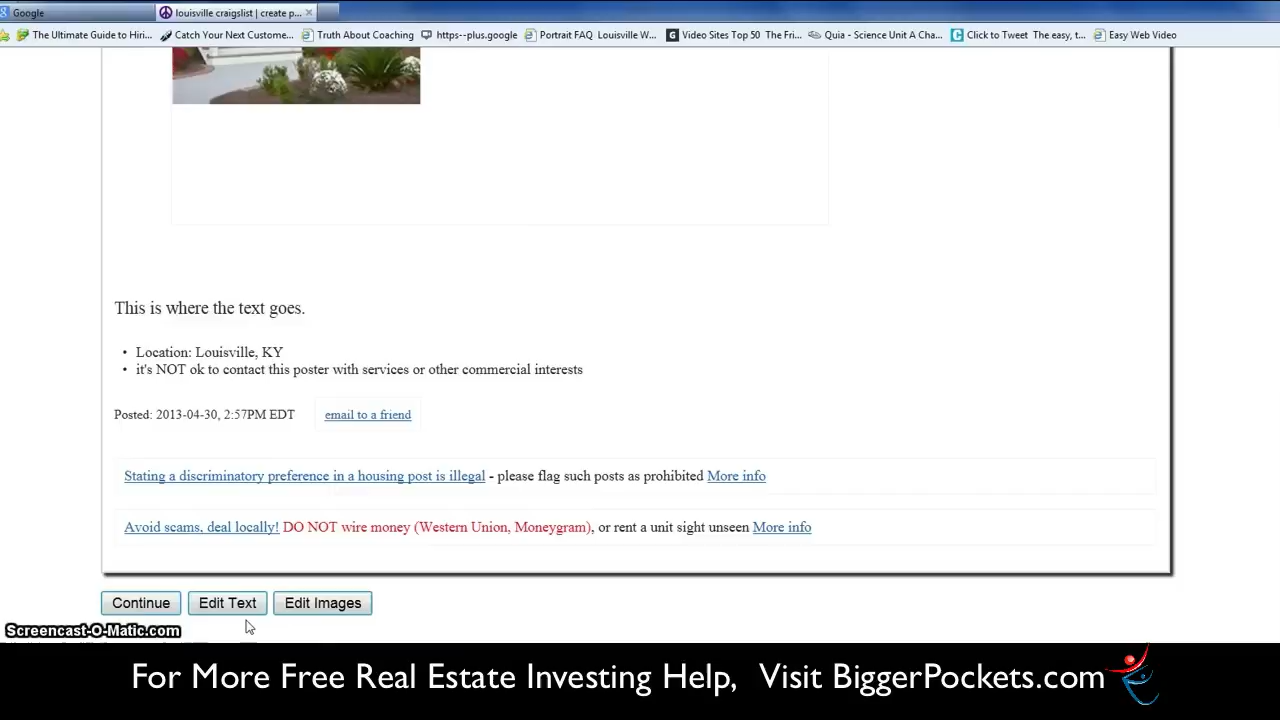 Google
louisville craigslist | create p... ×
The Ultimate Guide to Hiri... Catch Your Next Custome... Truth About Coaching https--plus.google Portrait FAQ Louisville W... Video Sites Top 50 The Fri... Quia - Science Unit A Cha... Click to Tweet The easy, t... Easy Web Video
This is where the text goes.
• Location: Louisville, KY
• it's NOT ok to contact this poster with services or other commercial interests
Posted: 2013-04-30, 2:57PM EDT email to a friend
Stating a discriminatory preference in a housing post is illegal - please flag such posts as prohibited More info
Avoid scams, deal locally! DO NOT wire money (Western Union, Moneygram), or rent a unit sight unseen More info
Continue Edit Text Edit Images
Screencast-O-Matic.com
For More Free Real Estate Investing Help, Visit BiggerPockets.com